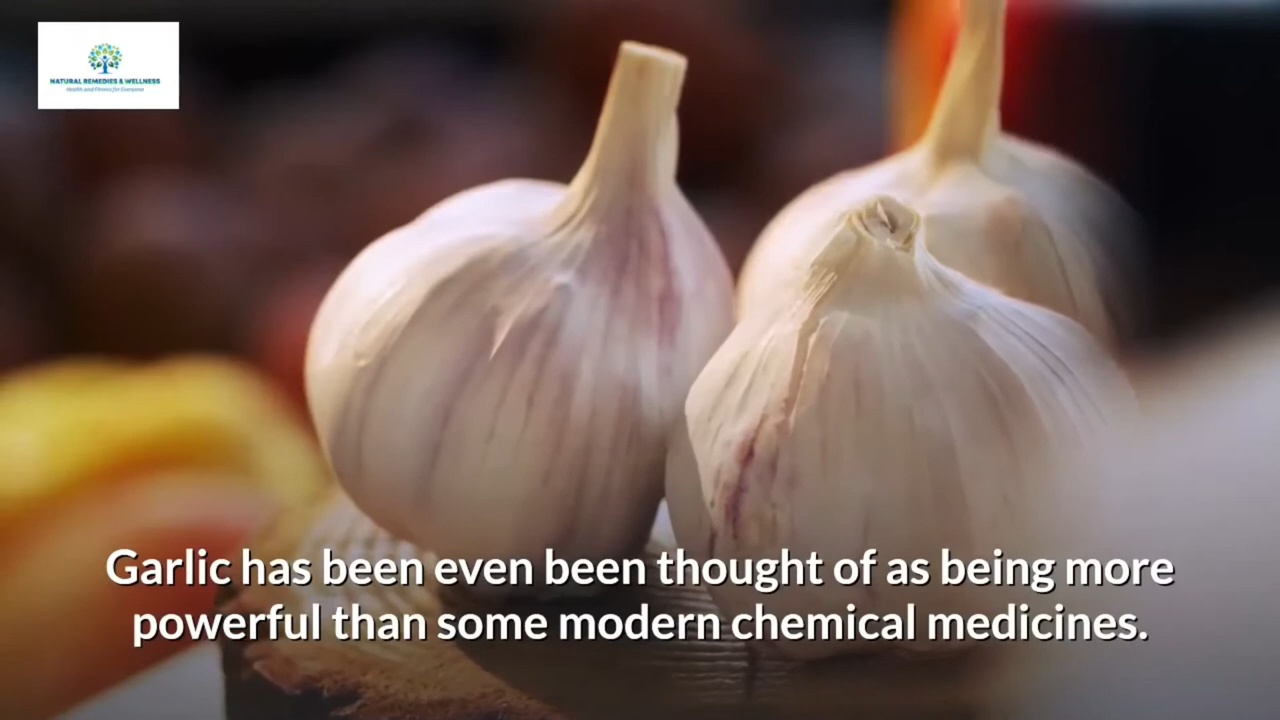 NATURAL REMEDIES & WELLNESS
Health and Fitness for Everyone
Garlic has been even been thought of as being more
powerful than some modern chemical medicines.